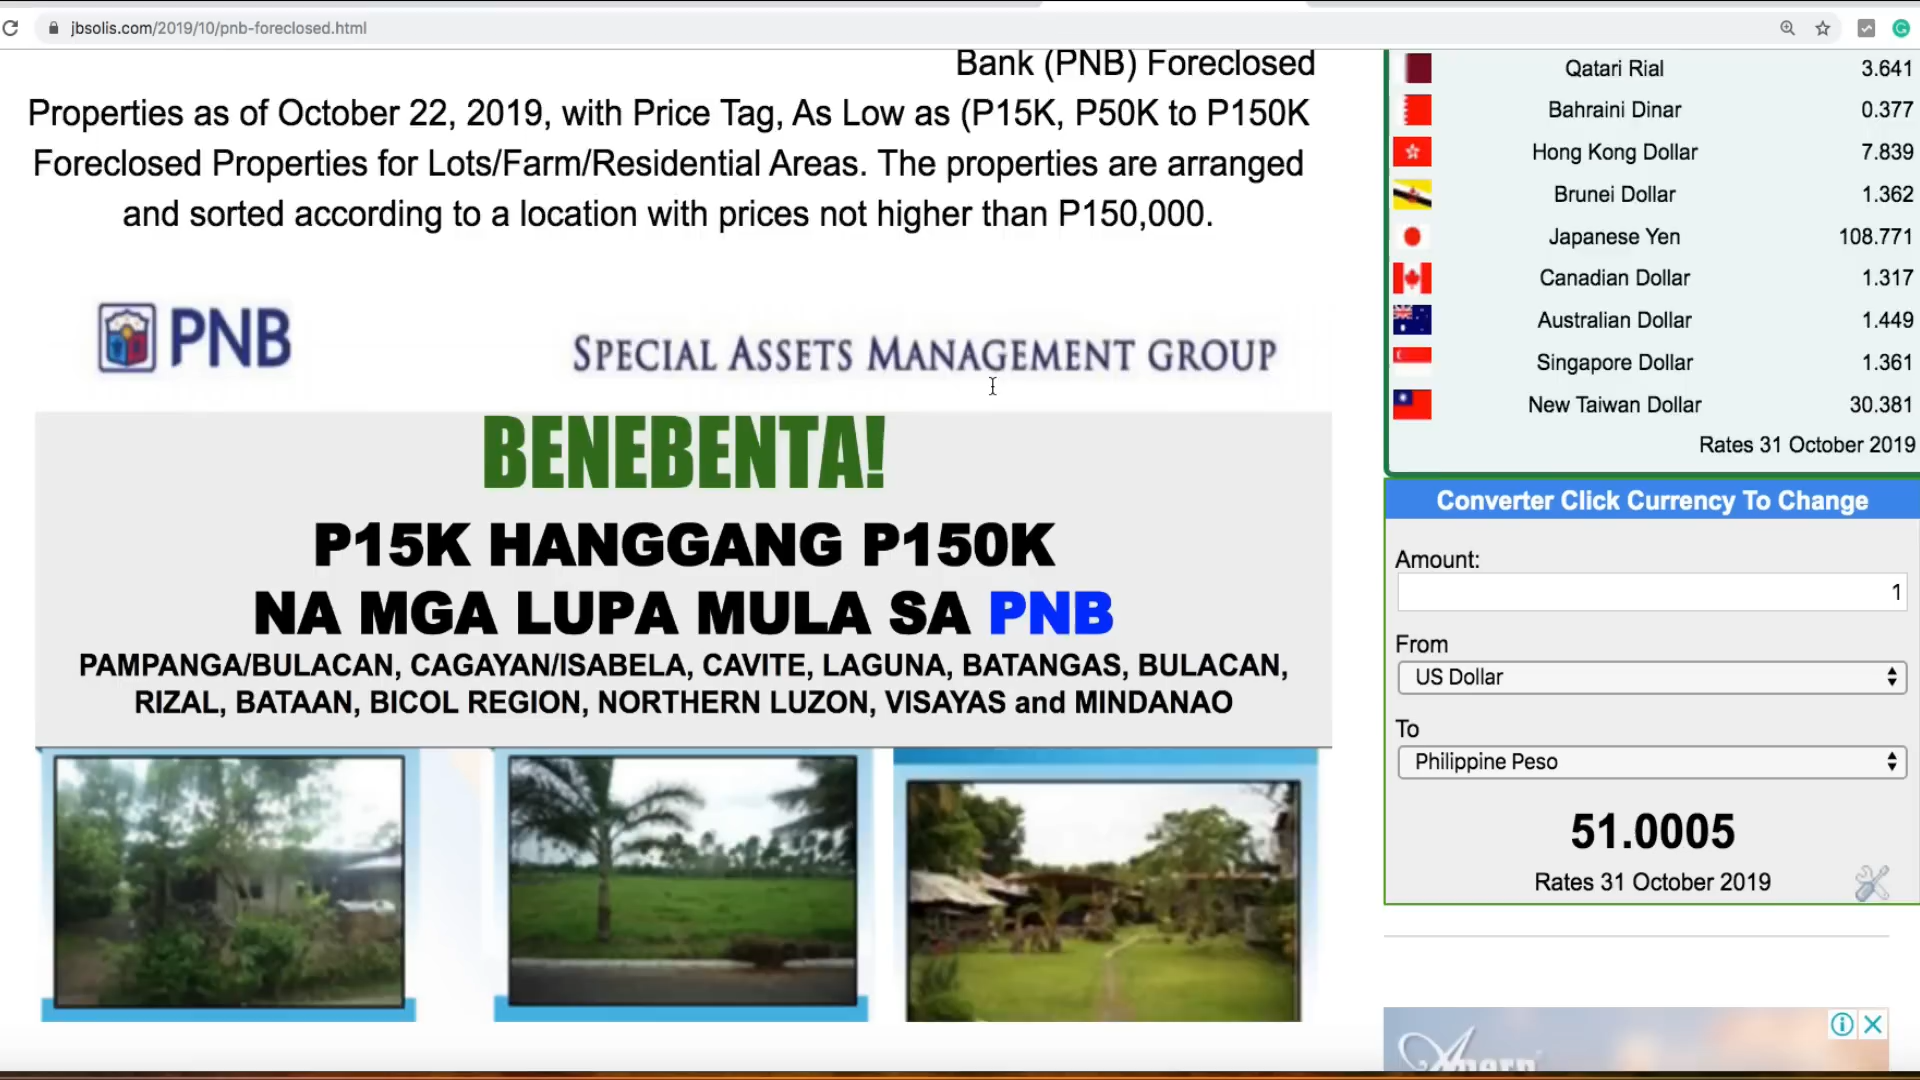 jbsolis.com/2019/10/pnb-foreclosed.html
Bank (PNB) Foreclosed
Properties as of October 22, 2019, with Price Tag, As Low as (P15K, P50K to P150K
Foreclosed Properties for Lots/Farm/Residential Areas. The properties are arranged
and sorted according to a location with prices not higher than P150,000.
PNB
SPECIAL ASSETS MANAGEMENT GROUP
BENEBENTA!
P15K HANGGANG P150K
NA MGA LUPA MULA SA PNB
PAMPANGA/BULACAN, CAGAYAN/ISABELA, CAVITE, LAGUNA, BATANGAS, BULACAN,
RIZAL, BATAAN, BICOL REGION, NORTHERN LUZON, VISAYAS and MINDANAO
Qatari Rial 3.641
Bahraini Dinar 0.377
Hong Kong Dollar 7.839
Brunei Dollar 1.362
Japanese Yen 108.771
Canadian Dollar 1.317
Australian Dollar 1.449
Singapore Dollar 1.361
New Taiwan Dollar 30.381
Rates 31 October 2019
Converter Click Currency To Change
Amount:
1
From
US Dollar
To
Philippine Peso
51.0005
Rates 31 October 2019